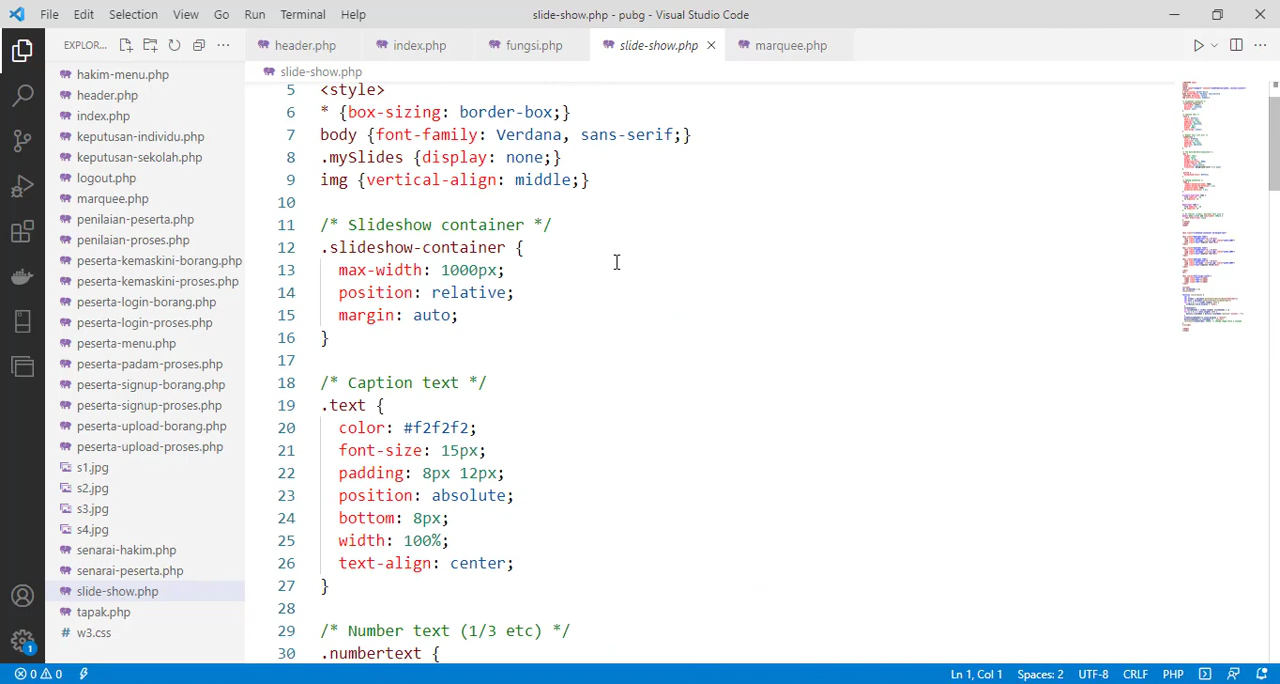 File Edit Selection View Go Run Terminal Help
slide-show.php - pubg - Visual Studio Code
EXPLOR...
header.php index.php fungsi.php slide-show.php marquee.php
slide-show.php
hakim-menu.php
header.php
index.php
keputusan-individu.php
keputusan-sekolah.php
logout.php
marquee.php
penilaian-peserta.php
penilaian-proses.php
peserta-kemaskini-borang.php
peserta-kemaskini-proses.php
peserta-login-borang.php
peserta-login-proses.php
peserta-menu.php
peserta-padam-proses.php
peserta-signup-borang.php
peserta-signup-proses.php
peserta-upload-borang.php
peserta-upload-proses.php
s1.jpg
s2.jpg
s3.jpg
s4.jpg
senarai-hakim.php
senarai-peserta.php
slide-show.php
tapak.php
# w3.css
5 <style>
6 * {box-sizing: border-box;}
7 body {font-family: Verdana, sans-serif;}
8 .mySlides {display: none;}
9 img {vertical-align: middle;}
10
11 /* Slideshow container */
12 .slideshow-container {
13 max-width: 1000px;
14 position: relative;
15 margin: auto;
16 }
17
18 /* Caption text */
19 .text {
20 color: #f2f2f2;
21 font-size: 15px;
22 padding: 8px 12px;
23 position: absolute;
24 bottom: 8px;
25 width: 100%;
26 text-align: center;
27 }
28
29 /* Number text (1/3 etc) */
30 .numbertext {
1
0 0
Ln 1, Col 1 Spaces: 2 UTF-8 CRLF PHP